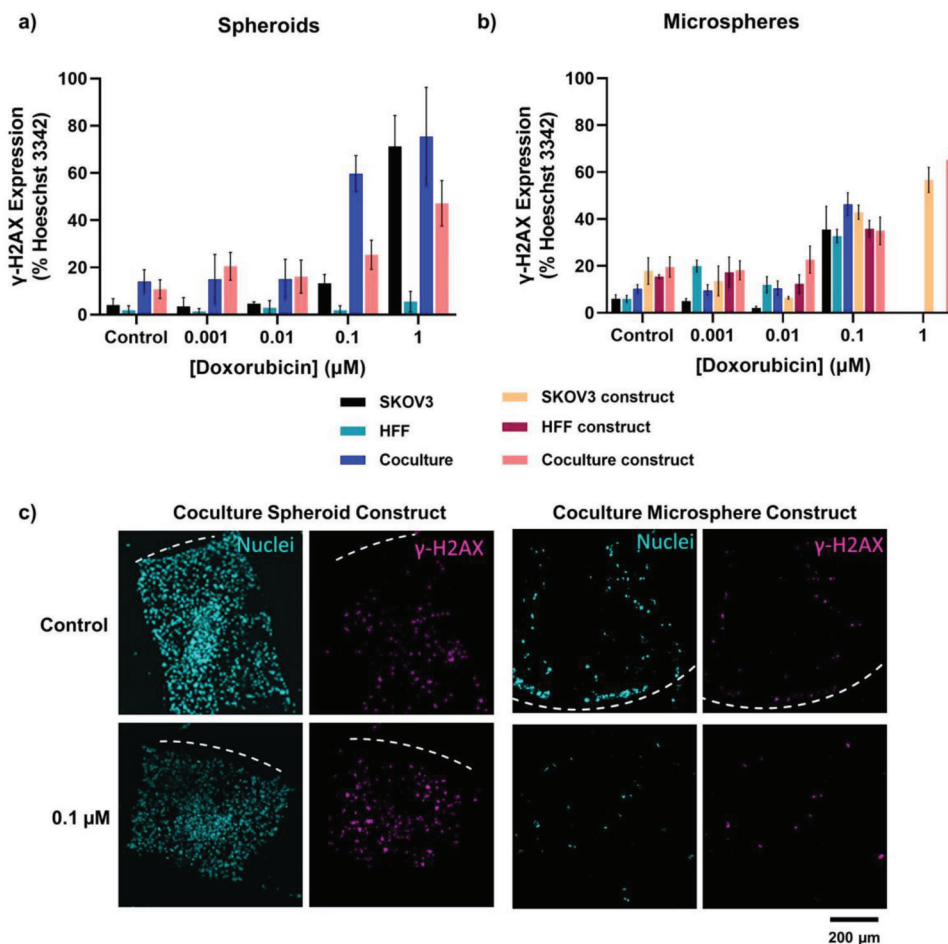 a)
Spheroids
γ-H2AX Expression
(% Hoeschst 3342)
100
80
60
40
20
0
Control 0.001 0.01 0.1 1
[Doxorubicin] (μM)
b)
Microspheres
γ-H2AX Expression
(% Hoeschst 3342)
100
80
60
40
20
0
Control 0.001 0.01 0.1 1
[Doxorubicin] (μM)
SKOV3
HFF
Coculture
SKOV3 construct
HFF construct
Coculture construct
c)
Coculture Spheroid Construct
Coculture Microsphere Construct
Nuclei
γ-H2AX
Nuclei
γ-H2AX
Control
0.1 μM
200 μm